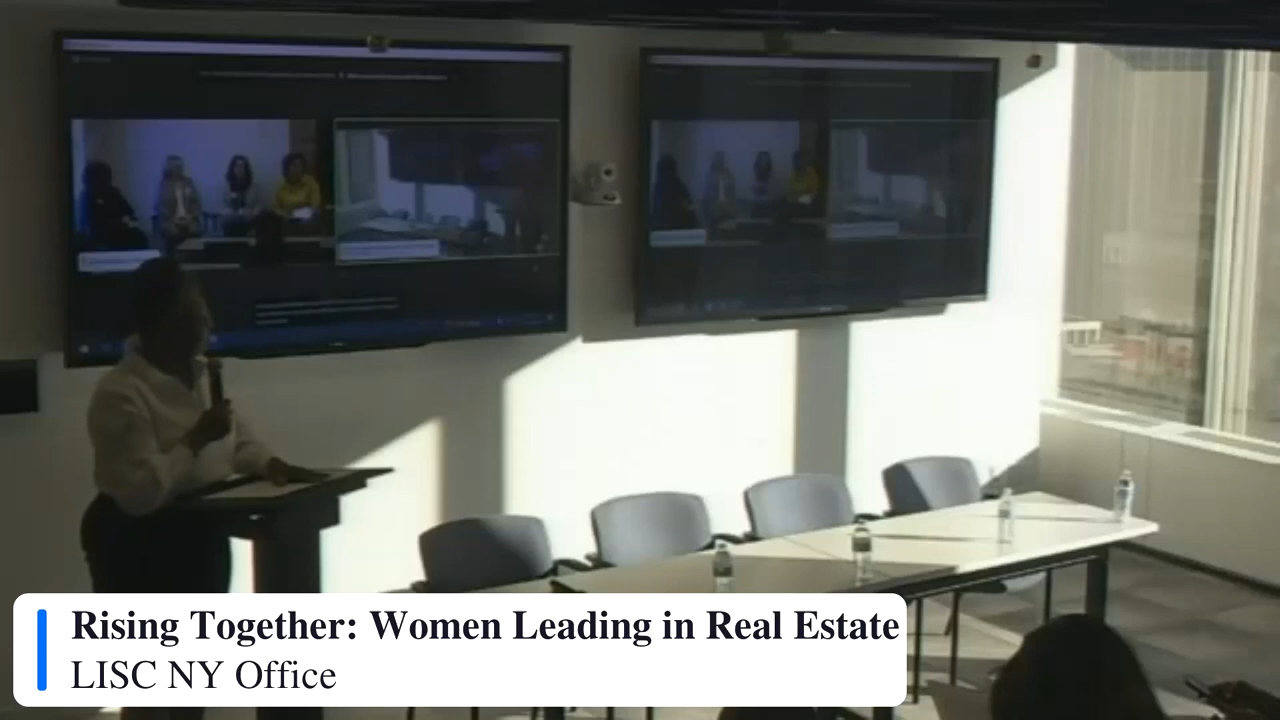 Rising Together: Women Leading in Real Estate
LISC NY Office